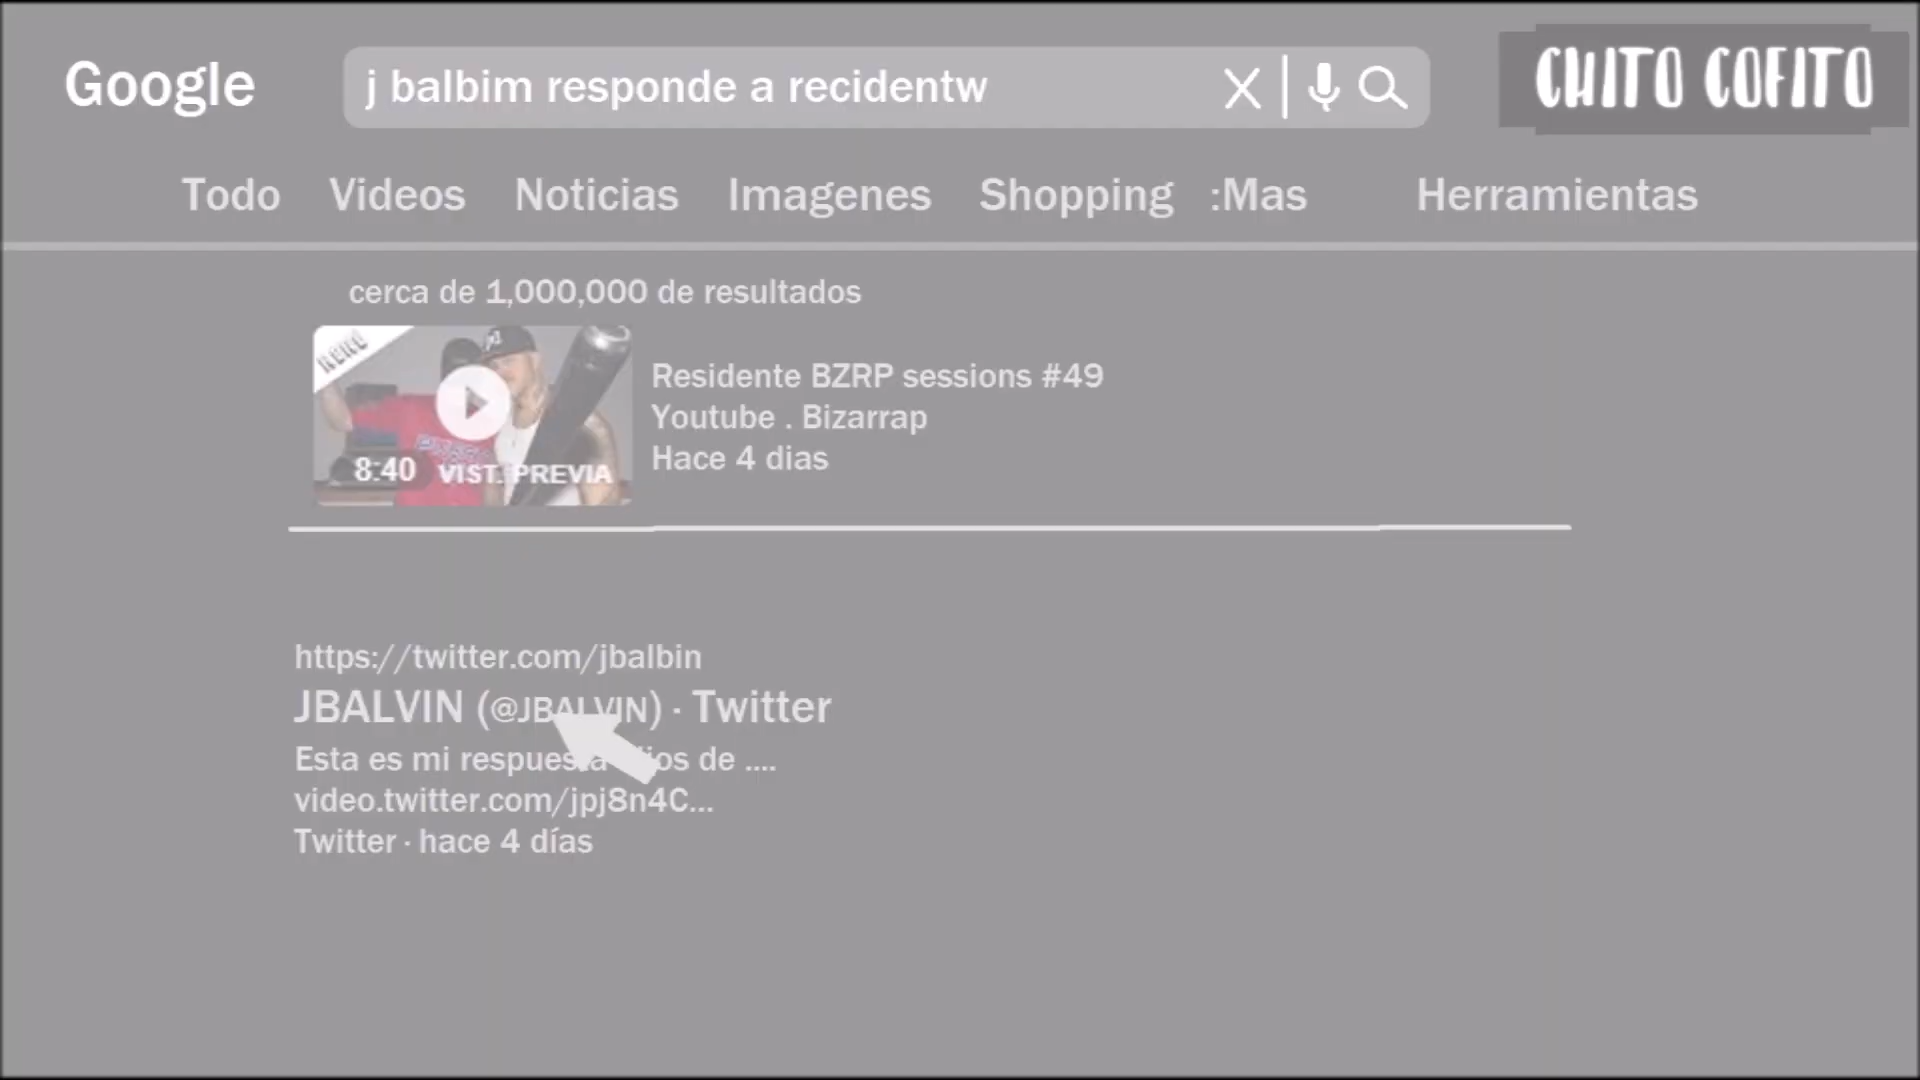 Google
j balbim responde a recidentw
CHITO COFITO
Todo Videos Noticias Imagenes Shopping :Mas Herramientas
cerca de 1,000,000 de resultados
8:40 VIST. PREVIA
Residente BZRP sessions #49
Youtube . Bizarrap
Hace 4 dias
https://twitter.com/jbalbin
JBALVIN (@JBALVIN) · Twitter
Esta es mi de ....
video.twitter.com/jpj8n4C...
Twitter · hace 4 días